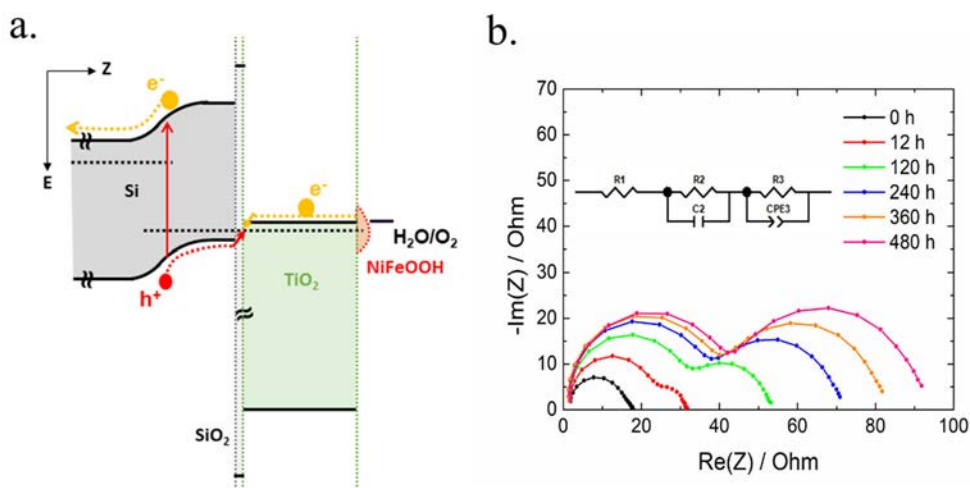 a.
Z
E
e-
Si
h+
e-
TiO2
H2O/O2
NiFeOOH
SiO2
b.
-Im(Z) / Ohm
70
60
50
40
30
20
10
0
0 h
12 h
120 h
240 h
360 h
480 h
R1 R2 R3
C2 CPE3
0 20 40 60 80 100
Re(Z) / Ohm